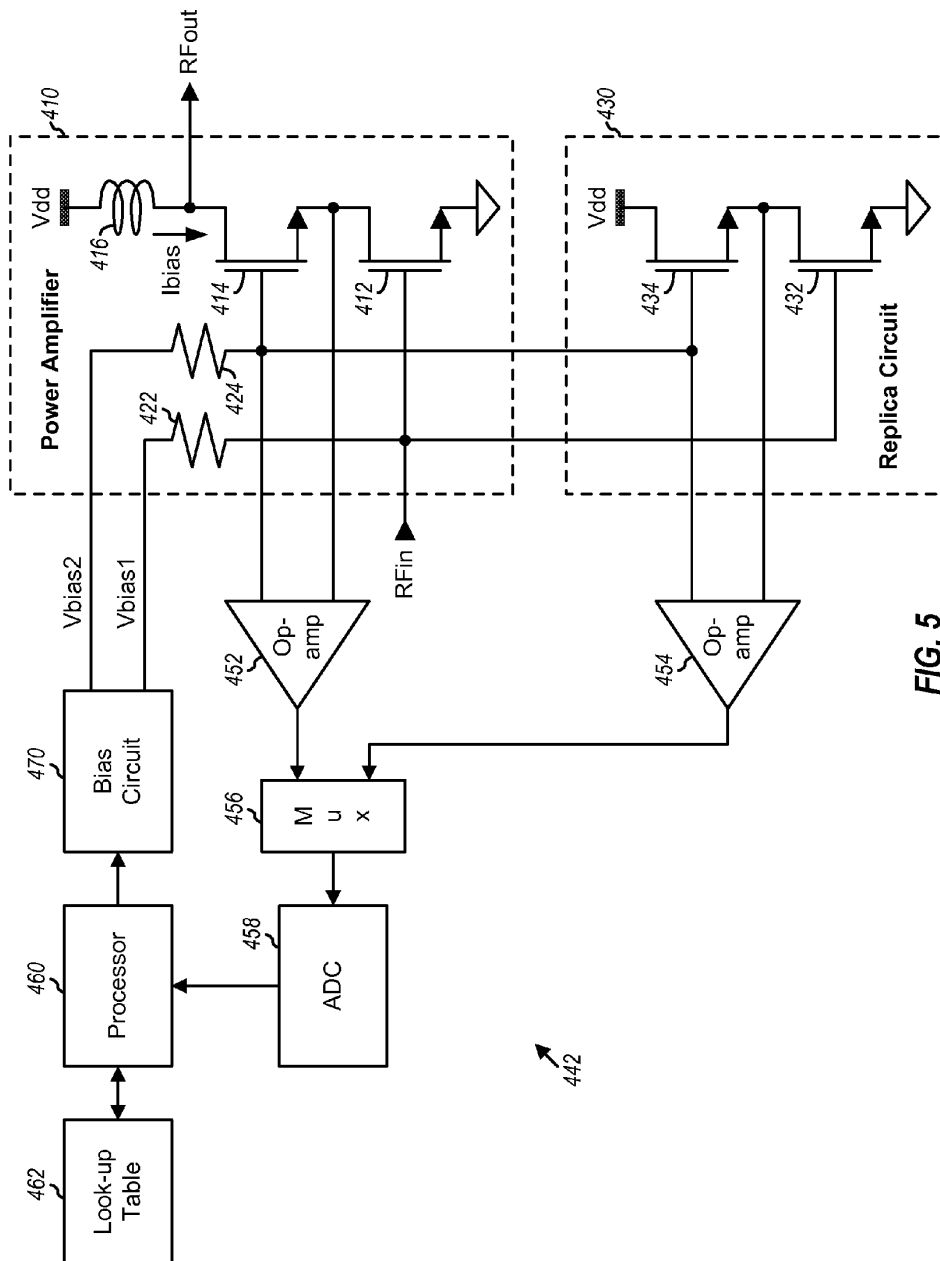 462
Look-up
Table
460
Processor
470
Bias
Circuit
Vbias2
Vbias1
410
Power Amplifier
422
424
416
Vdd
Ibias
RFout
414
412
RFin
452
Op-
amp
458
ADC
456
M
u
x
454
Op-
amp
430
Vdd
434
432
Replica Circuit
442
FIG. 5